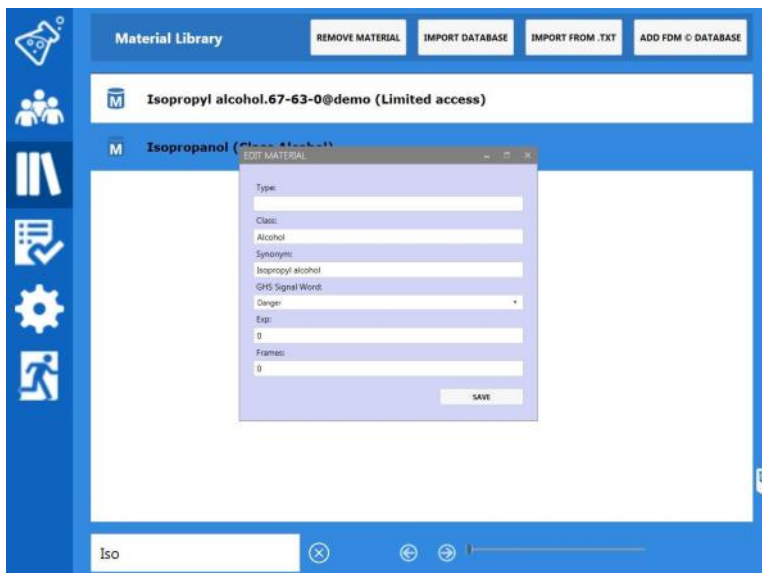 Material Library
REMOVE MATERIAL
IMPORT DATABASE
IMPORT FROM .TXT
ADD FDM © DATABASE
M Isopropyl alcohol.67-63-0@demo (Limited access)
M Isopropanol (Class Alcohol)
EDIT MATERIAL
Type:
Class:
Alcohol
Synonym:
Isopropyl alcohol
GHS Signal Word:
Danger
Exp:
0
Frames:
0
SAVE
Iso